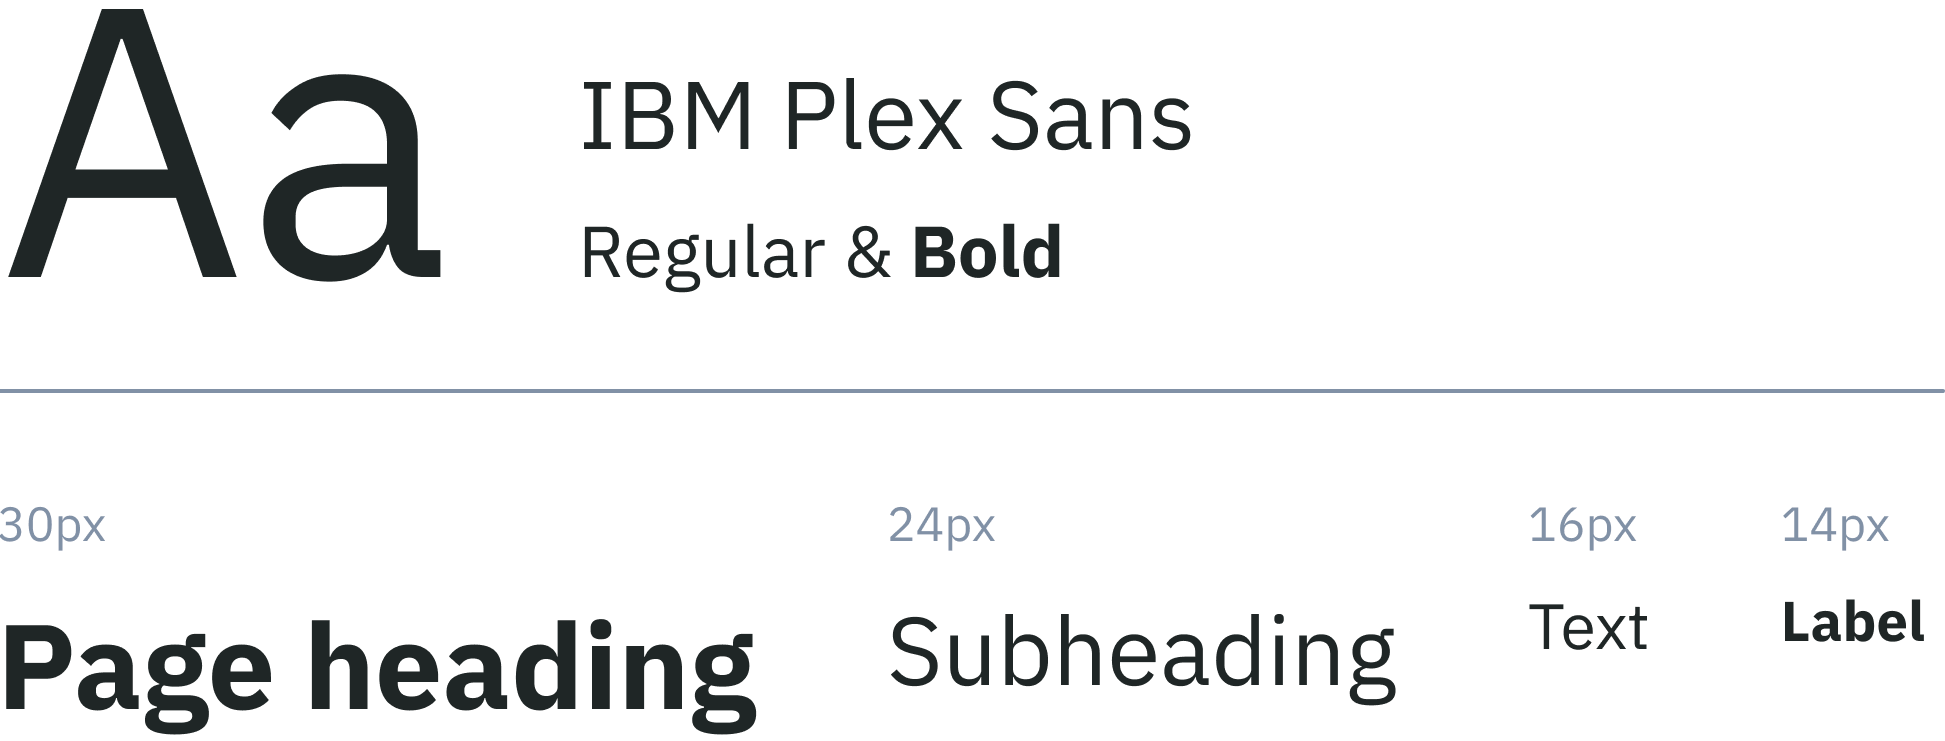 Aa
IBM Plex Sans
Regular & Bold
30px
Page heading
24px
Subheading
16px
Text
14px
Label